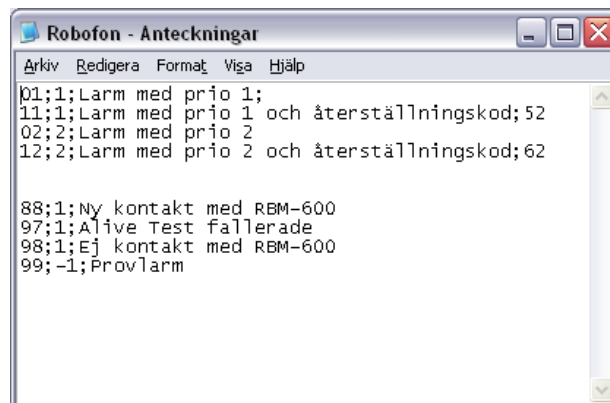 Robofon - Anteckningar
Arkiv Redigera Format Visa Hjälp
01;1;Larm med prio 1;
11;1;Larm med prio 1 och återställningskod;52
02;2;Larm med prio 2
12;2;Larm med prio 2 och återställningskod;62
88;1;Ny kontakt med RBM-600
97;1;Alive Test fallerade
98;1;Ej kontakt med RBM-600
99;-1;Provlarm